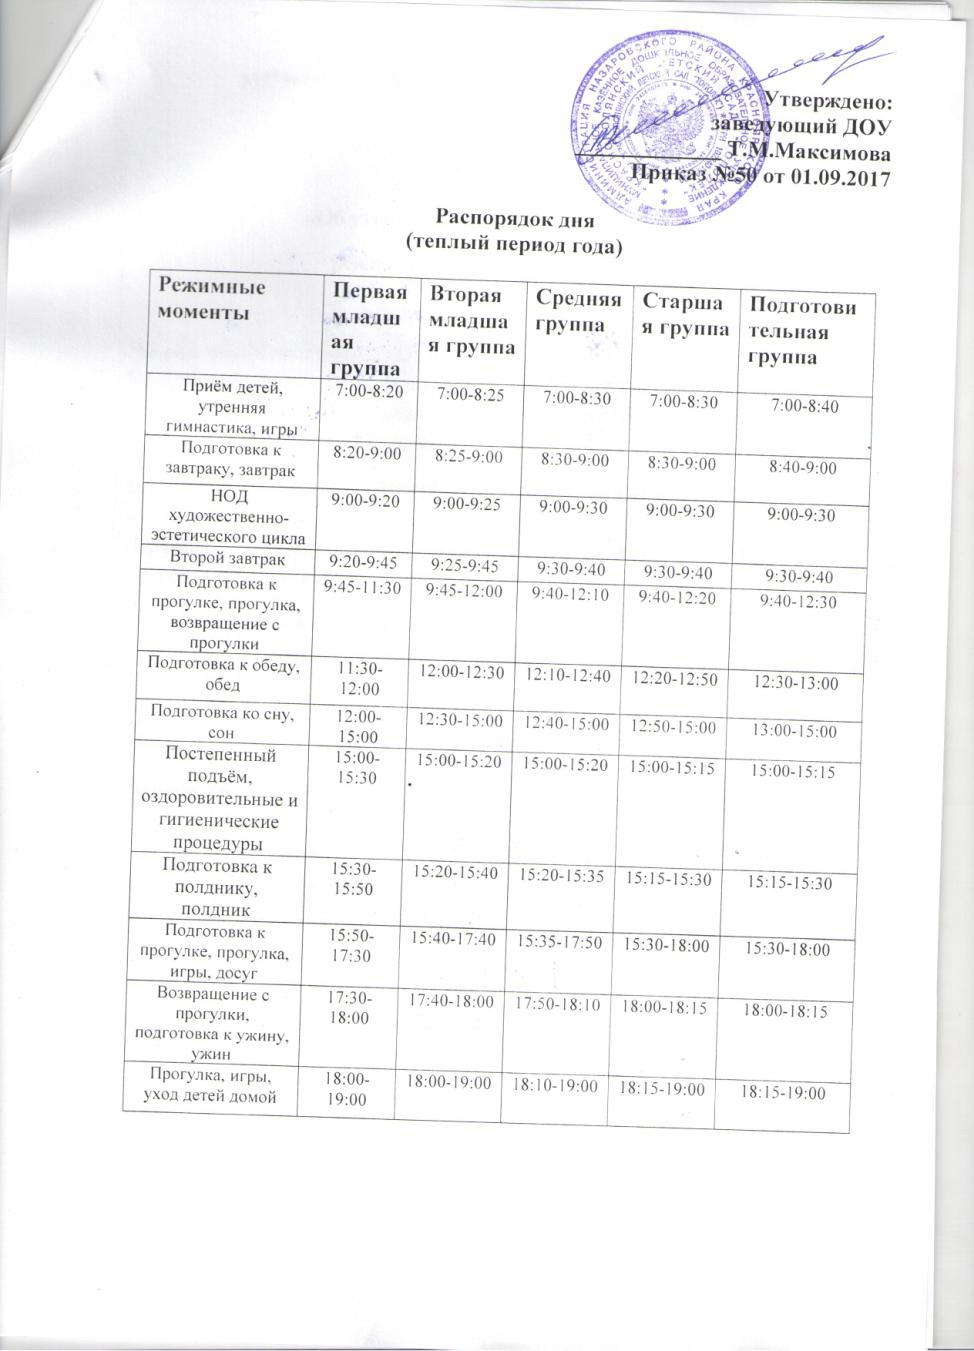 Утверждено:
заведующий ДОУ
Т.М.Максимова
Приказ №50 от 01.09.2017
Распорядок дня
(теплый период года)
Режимные моменты | Первая младшая группа | Вторая младшая группа | Средняя группа | Старшая группа | Подготовительная группа
Приём детей, утренняя гимнастика, игры | 7:00-8:20 | 7:00-8:25 | 7:00-8:30 | 7:00-8:30 | 7:00-8:40
Подготовка к завтраку, завтрак | 8:20-9:00 | 8:25-9:00 | 8:30-9:00 | 8:30-9:00 | 8:40-9:00
НОД художественно-эстетического цикла | 9:00-9:20 | 9:00-9:25 | 9:00-9:30 | 9:00-9:30 | 9:00-9:30
Второй завтрак | 9:20-9:45 | 9:25-9:45 | 9:30-9:40 | 9:30-9:40 | 9:30-9:40
Подготовка к прогулке, прогулка, возвращение с прогулки | 9:45-11:30 | 9:45-12:00 | 9:40-12:10 | 9:40-12:20 | 9:40-12:30
Подготовка к обеду, обед | 11:30-12:00 | 12:00-12:30 | 12:10-12:40 | 12:20-12:50 | 12:30-13:00
Подготовка ко сну, сон | 12:00-15:00 | 12:30-15:00 | 12:40-15:00 | 12:50-15:00 | 13:00-15:00
Постепенный подъём, оздоровительные и гигиенические процедуры | 15:00-15:30 | 15:00-15:20 | 15:00-15:20 | 15:00-15:15 | 15:00-15:15
Подготовка к полднику, полдник | 15:30-15:50 | 15:20-15:40 | 15:20-15:35 | 15:15-15:30 | 15:15-15:30
Подготовка к прогулке, прогулка, игры, досуг | 15:50-17:30 | 15:40-17:40 | 15:35-17:50 | 15:30-18:00 | 15:30-18:00
Возвращение с прогулки, подготовка к ужину, ужин | 17:30-18:00 | 17:40-18:00 | 17:50-18:10 | 18:00-18:15 | 18:00-18:15
Прогулка, игры, уход детей домой | 18:00-19:00 | 18:00-19:00 | 18:10-19:00 | 18:15-19:00 | 18:15-19:00